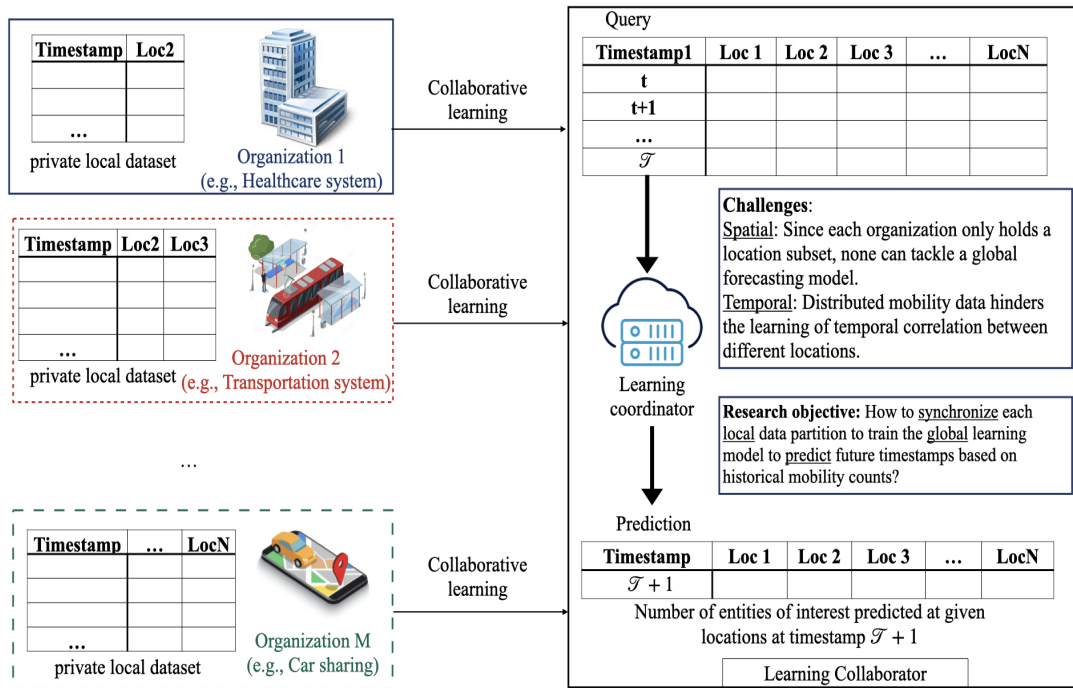 Timestamp Loc2
...
private local dataset
Organization 1
(e.g., Healthcare system)
Collaborative
learning
Timestamp Loc2 Loc3
...
private local dataset
Organization 2
(e.g., Transportation system)
Collaborative
learning
...
Timestamp ... LocN
...
private local dataset
Organization M
(e.g., Car sharing)
Collaborative
learning
Query
Timestamp1 Loc 1 Loc 2 Loc 3 ... LocN
t
t+1
...
𝒯
Challenges:
Spatial: Since each organization only holds a
location subset, none can tackle a global
forecasting model.
Temporal: Distributed mobility data hinders
the learning of temporal correlation between
different locations.
Learning
coordinator
Research objective: How to synchronize each
local data partition to train the global learning
model to predict future timestamps based on
historical mobility counts?
Prediction
Timestamp Loc 1 Loc 2 Loc 3 ... LocN
𝒯 + 1
Number of entities of interest predicted at given
locations at timestamp 𝒯 + 1
Learning Collaborator